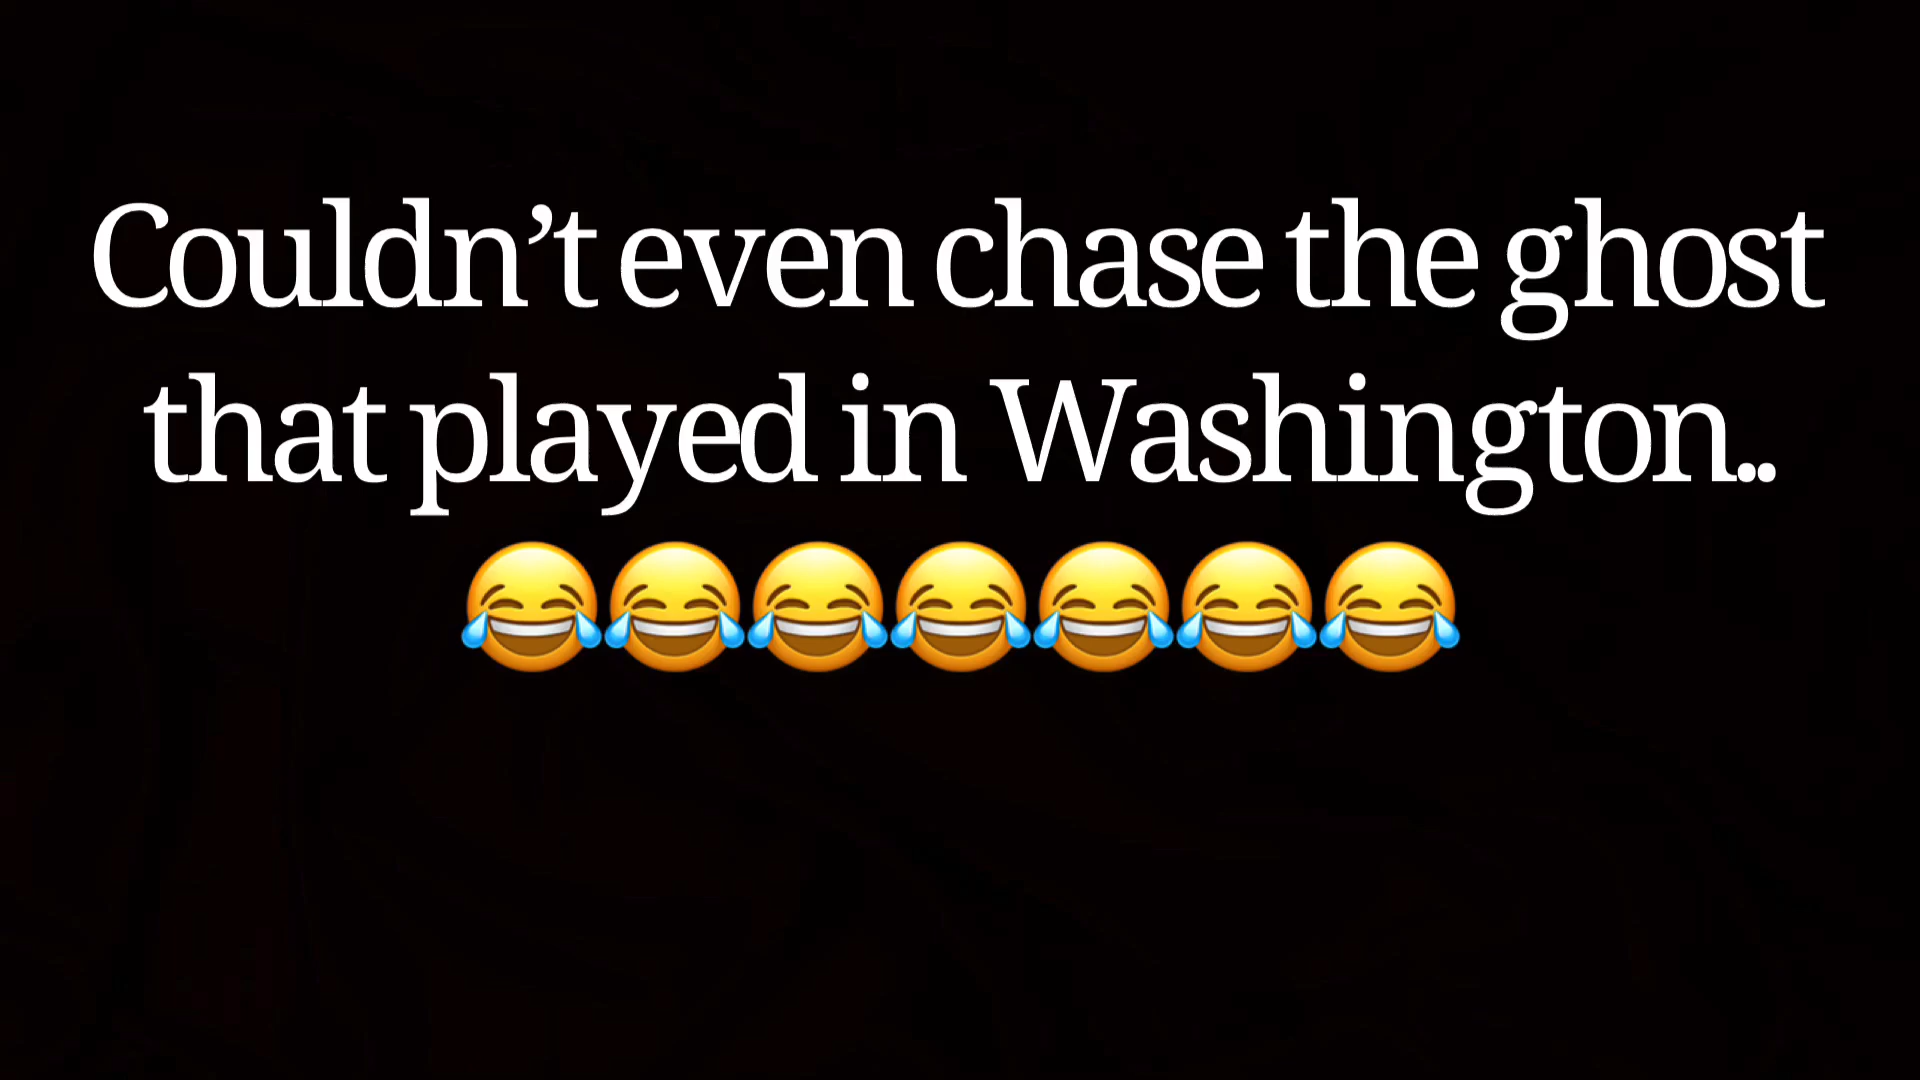 Couldn’t even chase the ghost
that played in Washington..
😂😂😂😂😂😂😂